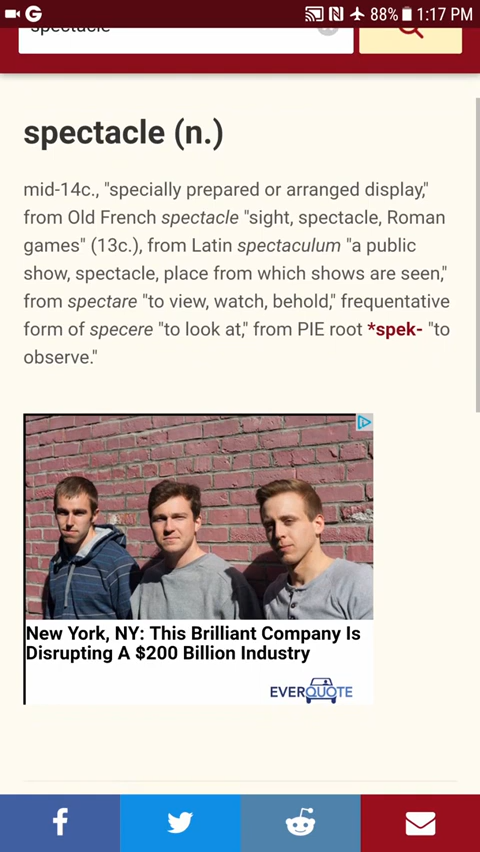 88% 1:17 PM
spectacle
spectacle (n.)
mid-14c., "specially prepared or arranged display,"
from Old French spectacle "sight, spectacle, Roman
games" (13c.), from Latin spectaculum "a public
show, spectacle, place from which shows are seen,"
from spectare "to view, watch, behold," frequentative
form of specere "to look at," from PIE root *spek- "to
observe."
New York, NY: This Brilliant Company Is
Disrupting A $200 Billion Industry
EVERQUOTE